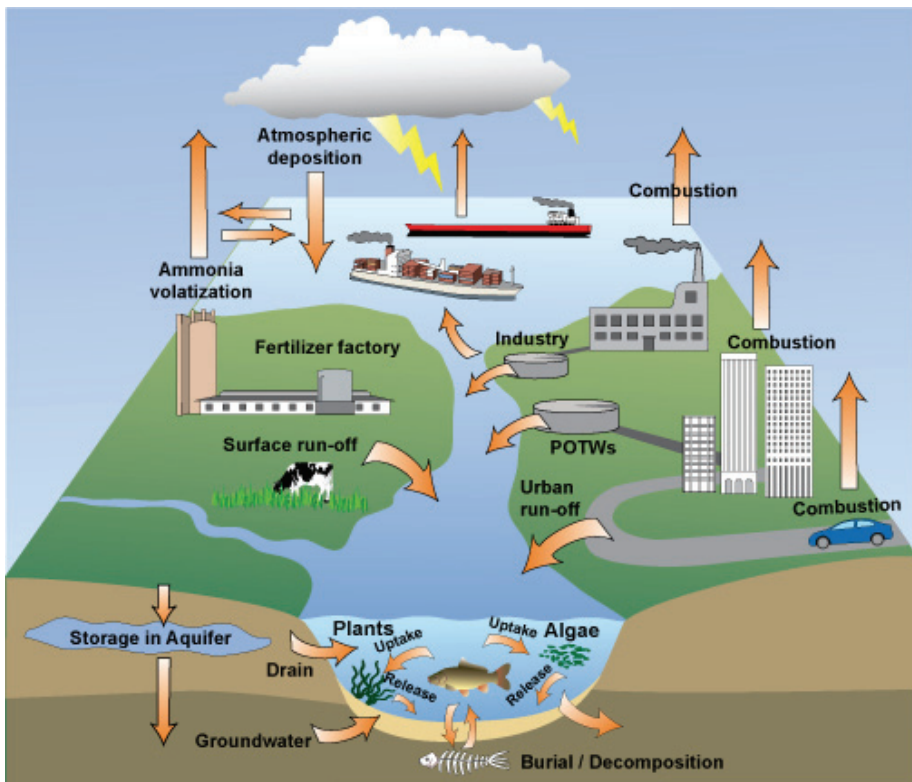 Atmospheric
deposition
Combustion
Ammonia
volatization
Industry
Combustion
Fertilizer factory
Surface run-off
POTWs
Urban
run-off
Combustion
Storage in Aquifer
Plants
Uptake
Uptake
Algae
Drain
Release
Release
Groundwater
Burial / Decomposition